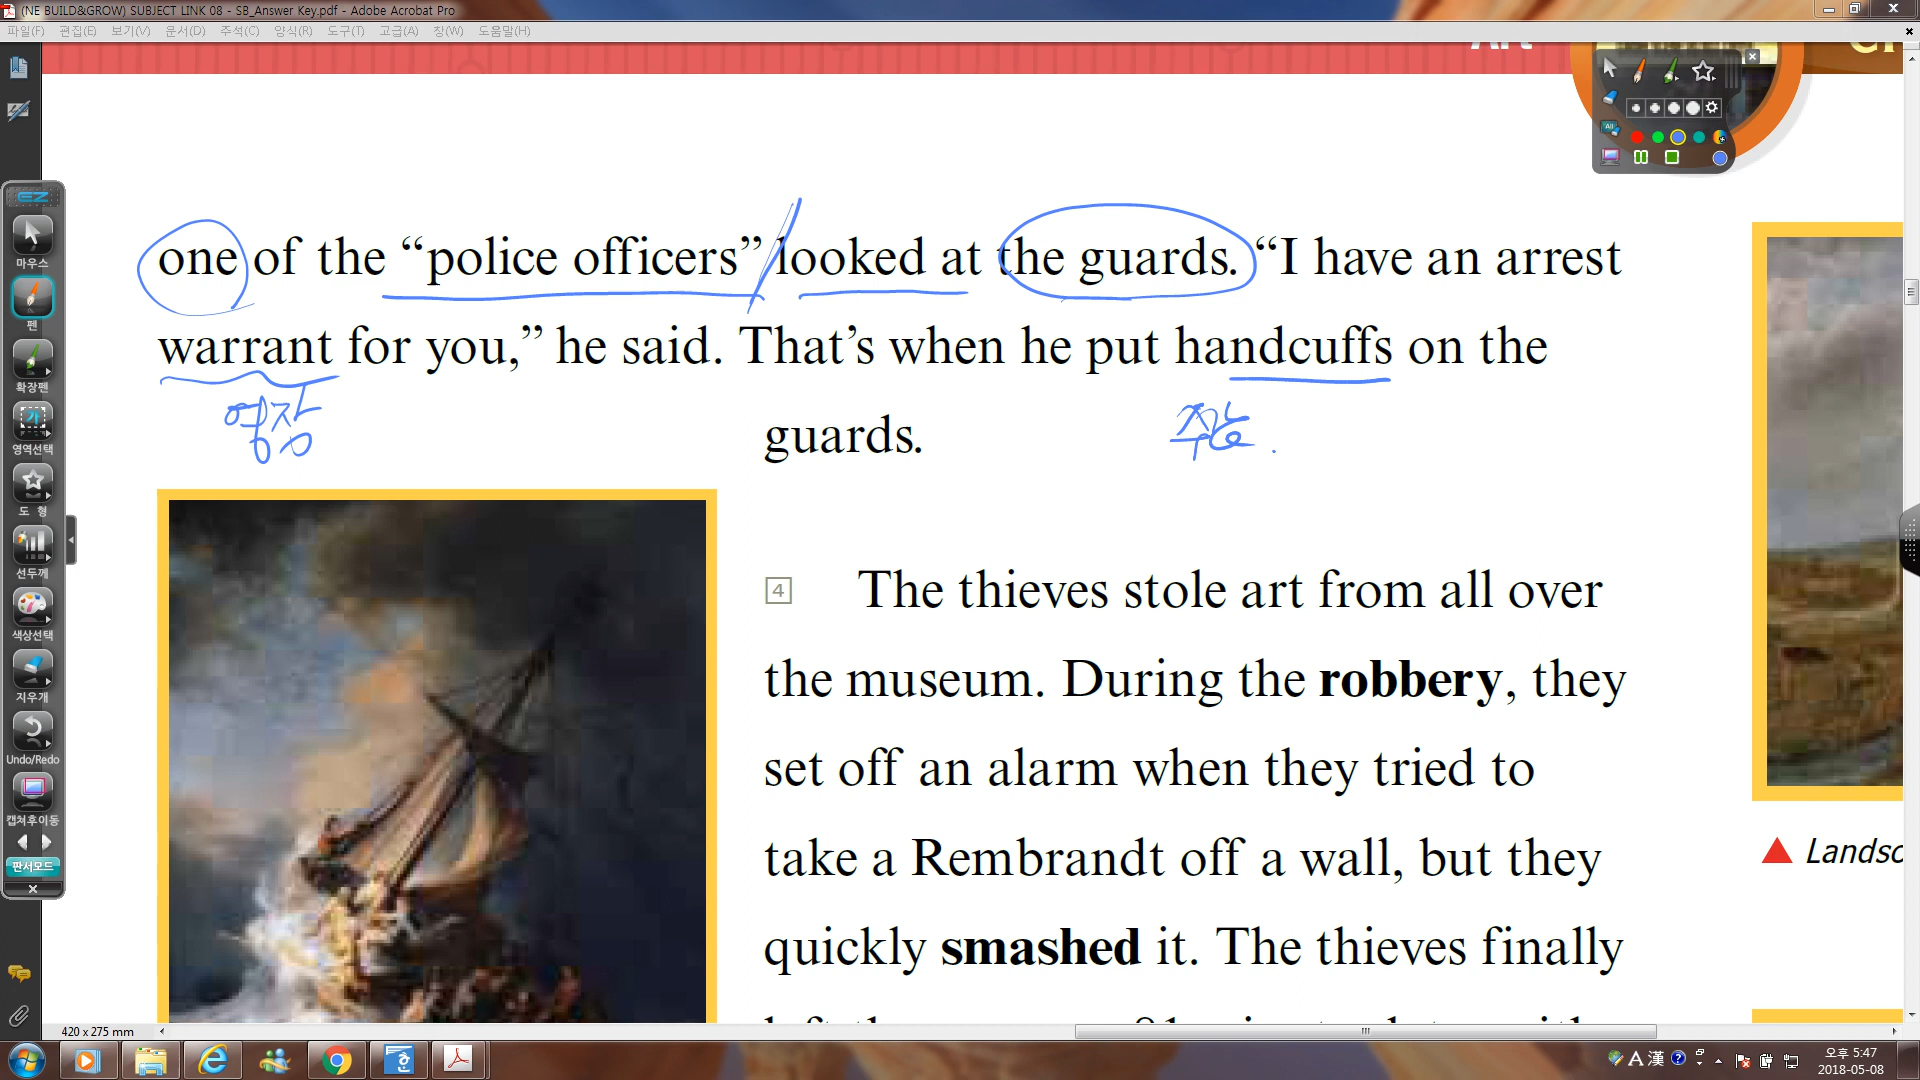 (NE BUILD&GROW) SUBJECT LINK 08 - SB_Answer Key.pdf - Adobe Acrobat Pro
파일(F) 편집(E) 보기(V) 문서(D) 주석(C) 양식(R) 도구(T) 고급(A) 창(W) 도움말(H)
Art
one of the “police officers” looked at the guards. “I have an arrest
warrant for you,” he said. That’s when he put handcuffs on the
영장
guards.
4 The thieves stole art from all over
the museum. During the robbery, they
set off an alarm when they tried to
take a Rembrandt off a wall, but they
quickly smashed it. The thieves finally
▲ Landsc
EZ
마우스
펜
확장펜
영역선택
도 형
선두께
색상선택
지우개
Undo/Redo
캡쳐후이동
판서모드
420 x 275 mm
A 漢
오후 5:47
2018-05-08